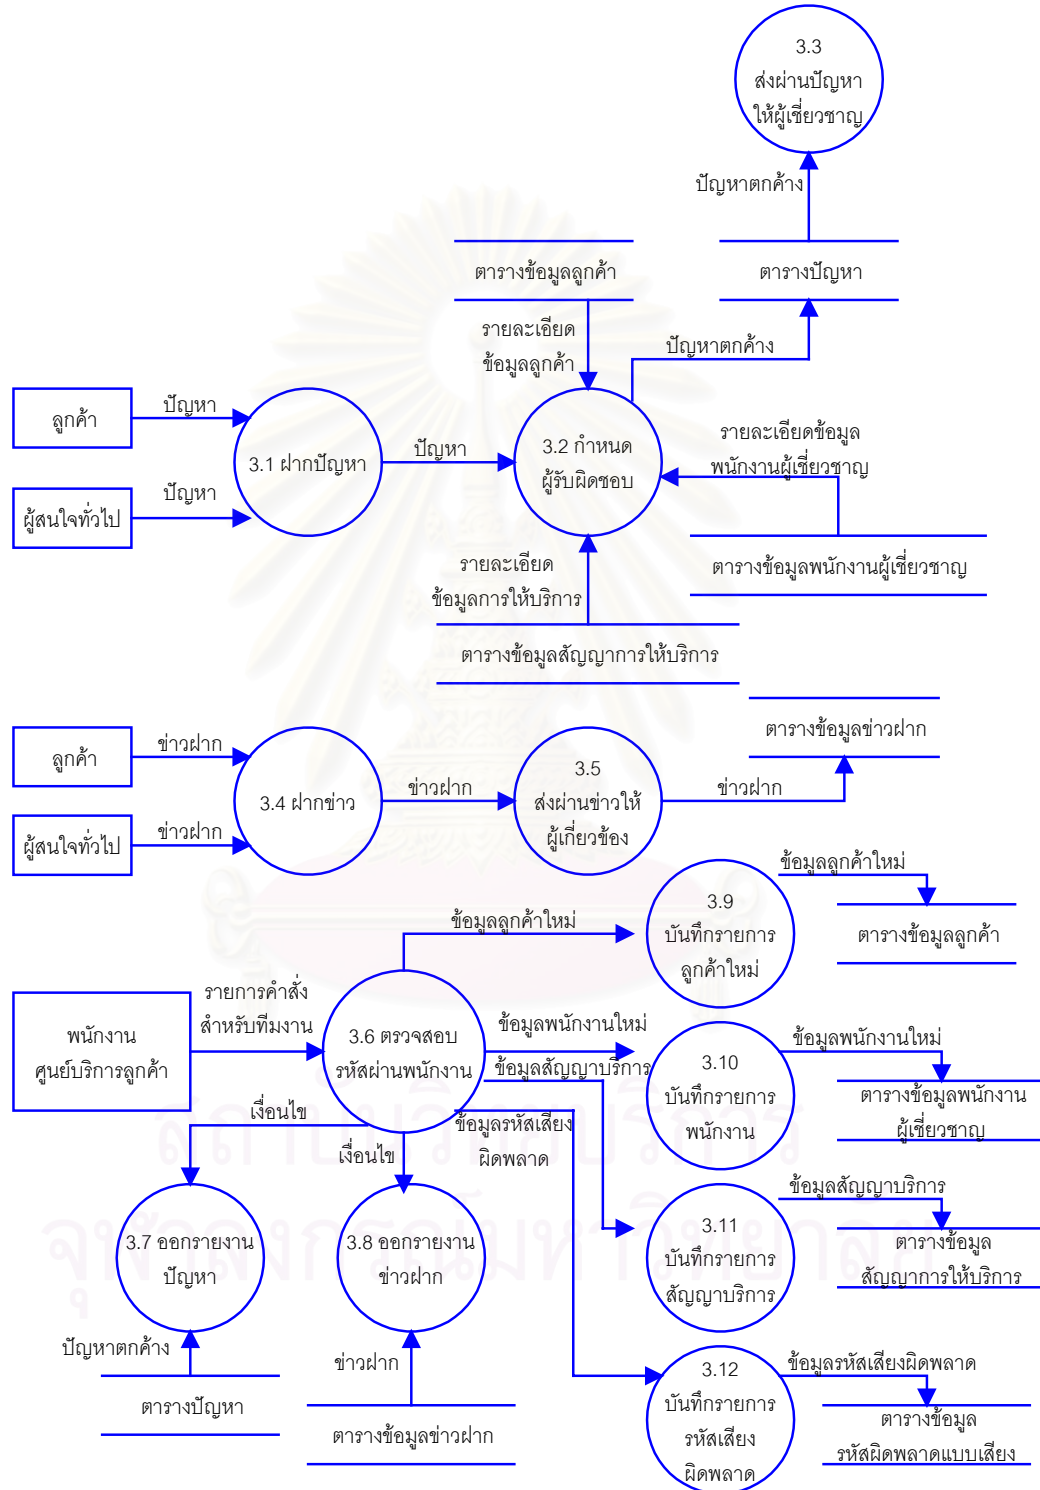 3.3
ส่งผ่านปัญหา
ให้ผู้เชี่ยวชาญ
ปัญหาตกค้าง
ตารางข้อมูลลูกค้า
ตารางปัญหา
รายละเอียด
ข้อมูลลูกค้า
ปัญหาตกค้าง
ลูกค้า
ปัญหา
3.1 ฝากปัญหา
ปัญหา
3.2 กำหนด
ผู้รับผิดชอบ
รายละเอียดข้อมูล
พนักงานผู้เชี่ยวชาญ
ผู้สนใจทั่วไป
ปัญหา
รายละเอียด
ข้อมูลการให้บริการ
ตารางข้อมูลพนักงานผู้เชี่ยวชาญ
ตารางข้อมูลสัญญาการให้บริการ
ตารางข้อมูลข่าวฝาก
ลูกค้า
ข่าวฝาก
3.4 ฝากข่าว
ข่าวฝาก
3.5
ส่งผ่านข่าวให้
ผู้เกี่ยวข้อง
ข่าวฝาก
ผู้สนใจทั่วไป
ข่าวฝาก
ข้อมูลลูกค้าใหม่
3.9
บันทึกรายการ
ลูกค้าใหม่
ข้อมูลลูกค้าใหม่
ตารางข้อมูลลูกค้า
พนักงาน
ศูนย์บริการลูกค้า
รายการคำสั่ง
สำหรับทีมงาน
3.6 ตรวจสอบ
รหัสผ่านพนักงาน
ข้อมูลพนักงานใหม่
ข้อมูลสัญญาบริการ
3.10
บันทึกรายการ
พนักงาน
ข้อมูลพนักงานใหม่
ตารางข้อมูลพนักงาน
ผู้เชี่ยวชาญ
เงื่อนไข
เงื่อนไข
ข้อมูลรหัสเสียง
ผิดพลาด
สถาบันวิทยบริการ
จุฬาลงกรณ์มหาวิทยาลัย
3.7 ออกรายงาน
ปัญหา
3.8 ออกรายงาน
ข่าวฝาก
3.11
บันทึกรายการ
สัญญาบริการ
ข้อมูลสัญญาบริการ
ตารางข้อมูล
สัญญาการให้บริการ
ปัญหาตกค้าง
ตารางปัญหา
ข่าวฝาก
ตารางข้อมูลข่าวฝาก
3.12
บันทึกรายการ
รหัสเสียง
ผิดพลาด
ข้อมูลรหัสเสียงผิดพลาด
ตารางข้อมูล
รหัสผิดพลาดแบบเสียง